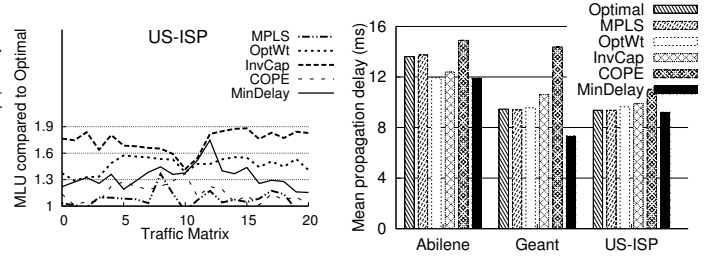 US-ISP
MPLS
OptWt
InvCap
COPE
MinDelay
MLU compared to Optimal
1.9
1.6
1.3
1
0 5 10 15 20
Traffic Matrix
Optimal
MPLS
OptWt
InvCap
COPE
MinDelay
Mean propagation delay (ms)
16
12
8
4
0
Abilene Geant US-ISP